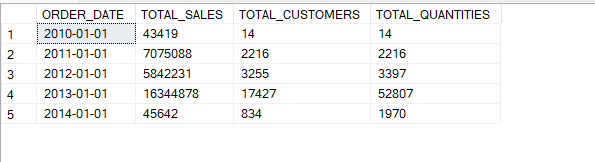 ORDER_DATE TOTAL_SALES TOTAL_CUSTOMERS TOTAL_QUANTITIES
1 2010-01-01 43419 14 14
2 2011-01-01 7075088 2216 2216
3 2012-01-01 5842231 3255 3397
4 2013-01-01 16344878 17427 52807
5 2014-01-01 45642 834 1970